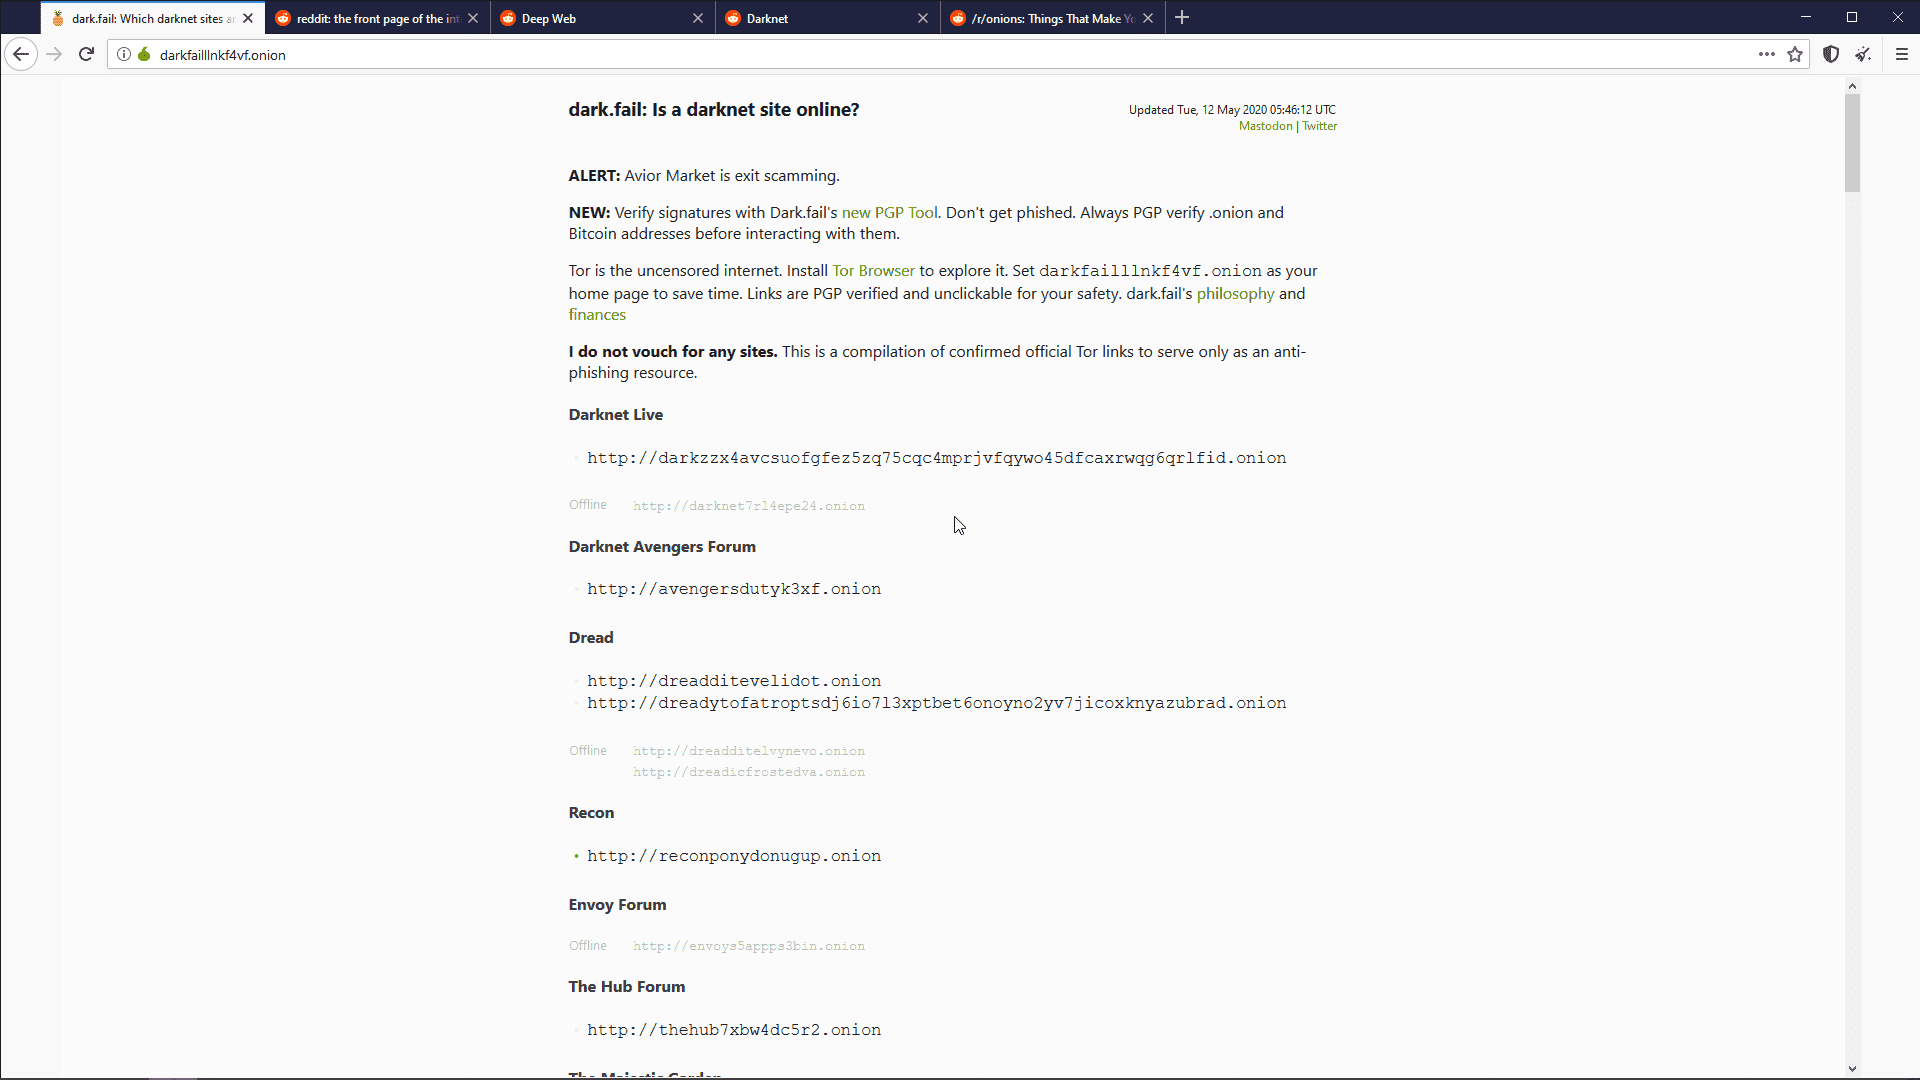 dark.fail: Which darknet sites ar
reddit: the front page of the int
Deep Web
Darknet
/r/onions: Things That Make Yo
darkfailllnkf4vf.onion
dark.fail: Is a darknet site online?
Updated Tue, 12 May 2020 05:46:12 UTC
Mastodon | Twitter
ALERT: Avior Market is exit scamming.
NEW: Verify signatures with Dark.fail's new PGP Tool. Don't get phished. Always PGP verify .onion and
Bitcoin addresses before interacting with them.
Tor is the uncensored internet. Install Tor Browser to explore it. Set darkfailllnkf4vf.onion as your
home page to save time. Links are PGP verified and unclickable for your safety. dark.fail's philosophy and
finances
I do not vouch for any sites. This is a compilation of confirmed official Tor links to serve only as an anti-
phishing resource.
Darknet Live
http://darkzzx4avcsuofgfez5zq75cqc4mprjvfqywo45dfcaxrwqg6qrlfid.onion
Offline http://darknet7rl4epe24.onion
Darknet Avengers Forum
http://avengersdutyk3xf.onion
Dread
http://dreadditevelidot.onion
http://dreadytofatroptsdj6io7l3xptbet6onoyno2yv7jicoxknyazubrad.onion
Offline http://dreadditelvynevo.onion
http://dreadicfrostedva.onion
Recon
• http://reconponydonugup.onion
Envoy Forum
Offline http://envoys5appps3bin.onion
The Hub Forum
http://thehub7xbw4dc5r2.onion
The Majestic Garden